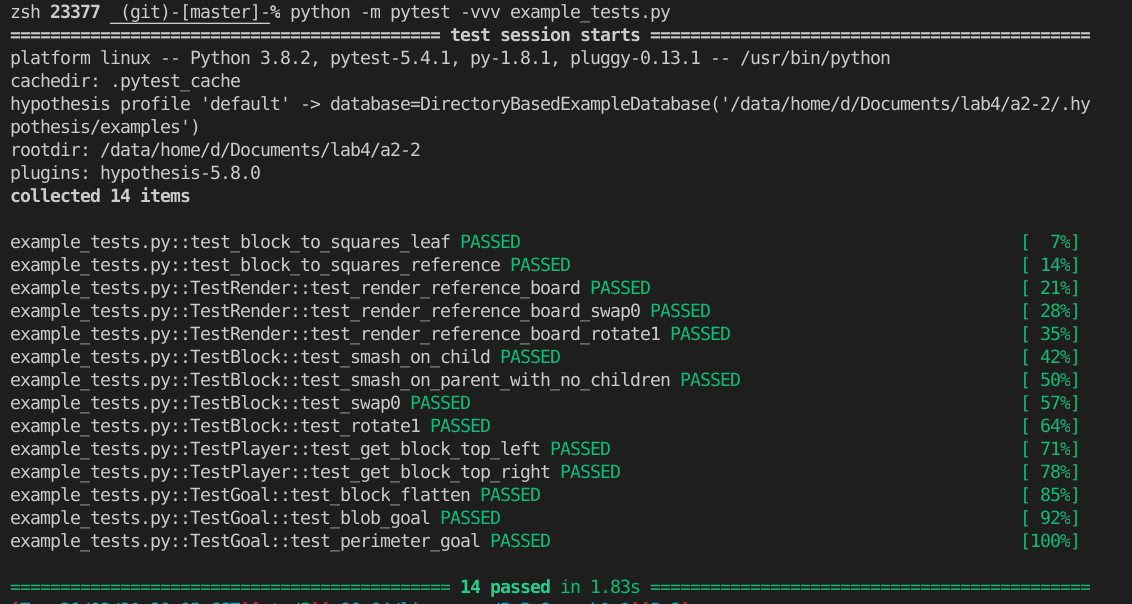 zsh 23377 (git)-[master]-% python -m pytest -vvv example_tests.py
=========================================== test session starts ============================================
platform linux -- Python 3.8.2, pytest-5.4.1, py-1.8.1, pluggy-0.13.1 -- /usr/bin/python
cachedir: .pytest_cache
hypothesis profile 'default' -> database=DirectoryBasedExampleDatabase('/data/home/d/Documents/lab4/a2-2/.hy
pothesis/examples')
rootdir: /data/home/d/Documents/lab4/a2-2
plugins: hypothesis-5.8.0
collected 14 items
example_tests.py::test_block_to_squares_leaf PASSED [  7%]
example_tests.py::test_block_to_squares_reference PASSED [ 14%]
example_tests.py::TestRender::test_render_reference_board PASSED [ 21%]
example_tests.py::TestRender::test_render_reference_board_swap0 PASSED [ 28%]
example_tests.py::TestRender::test_render_reference_board_rotate1 PASSED [ 35%]
example_tests.py::TestBlock::test_smash_on_child PASSED [ 42%]
example_tests.py::TestBlock::test_smash_on_parent_with_no_children PASSED [ 50%]
example_tests.py::TestBlock::test_swap0 PASSED [ 57%]
example_tests.py::TestBlock::test_rotate1 PASSED [ 64%]
example_tests.py::TestPlayer::test_get_block_top_left PASSED [ 71%]
example_tests.py::TestPlayer::test_get_block_top_right PASSED [ 78%]
example_tests.py::TestGoal::test_block_flatten PASSED [ 85%]
example_tests.py::TestGoal::test_blob_goal PASSED [ 92%]
example_tests.py::TestGoal::test_perimeter_goal PASSED [100%]
============================================ 14 passed in 1.83s ============================================